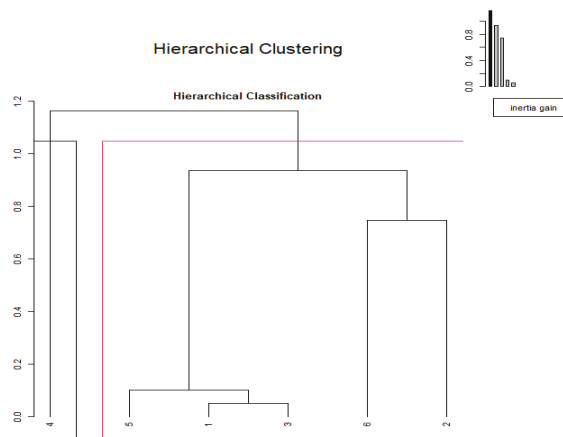 Hierarchical Clustering
0.0 0.4 0.8
inertia gain
Hierarchical Classification
0.0 0.2 0.4 0.6 0.8 1.0 1.2
4 5 1 3 6 2